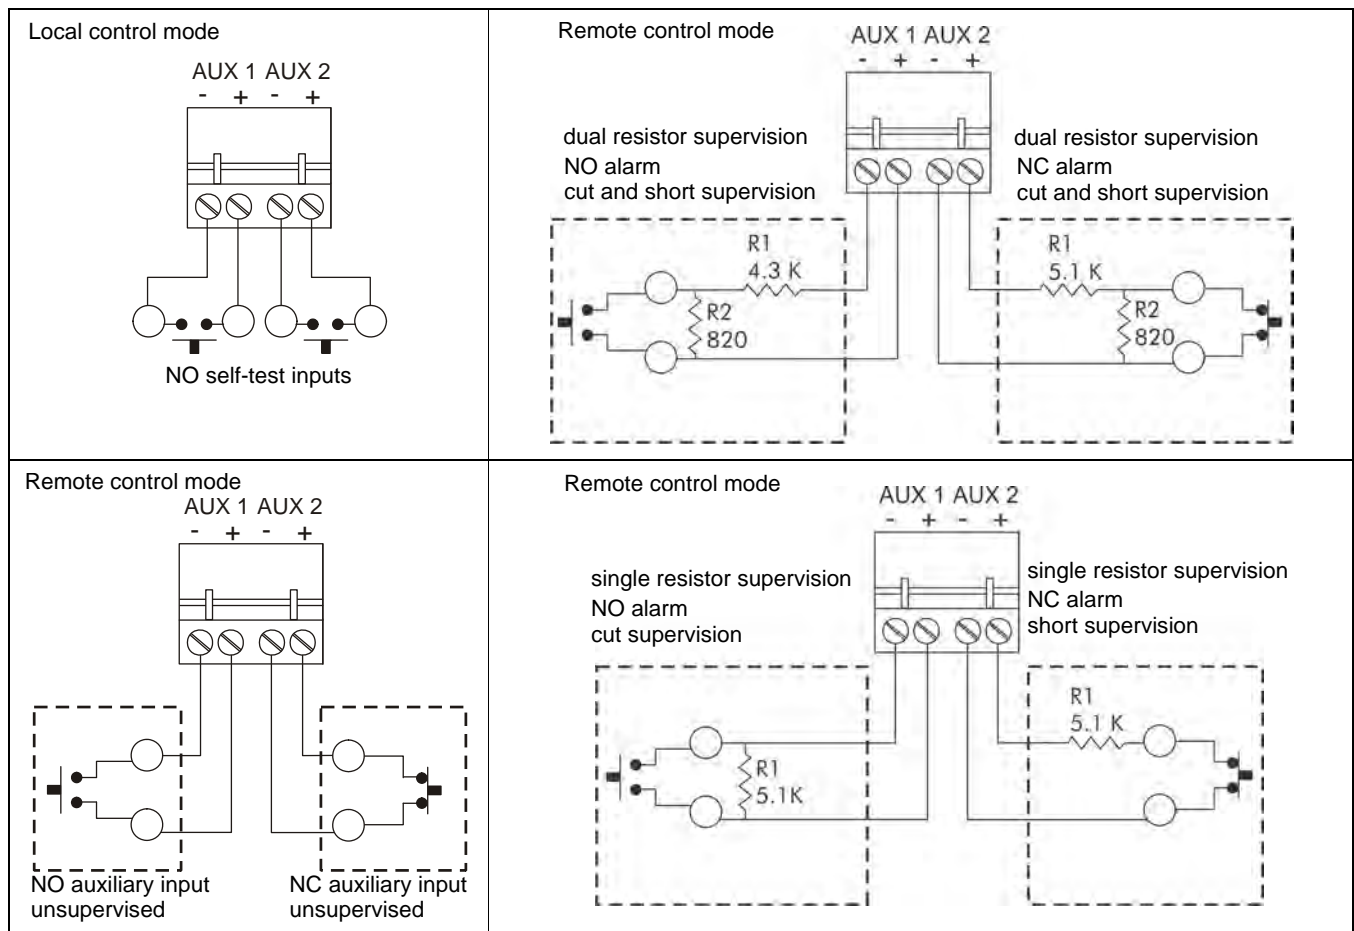 Local control mode
AUX 1 AUX 2
- + - +
NO self-test inputs
Remote control mode
AUX 1 AUX 2
- + - +
dual resistor supervision
NO alarm
cut and short supervision
dual resistor supervision
NC alarm
cut and short supervision
R1
4.3 K
R2
820
R1
5.1 K
R2
820
Remote control mode
AUX 1 AUX 2
- + - +
NO auxiliary input
unsupervised
NC auxiliary input
unsupervised
Remote control mode
AUX 1 AUX 2
- + - +
single resistor supervision
NO alarm
cut supervision
single resistor supervision
NC alarm
short supervision
R1
5.1K
R1
5.1 K